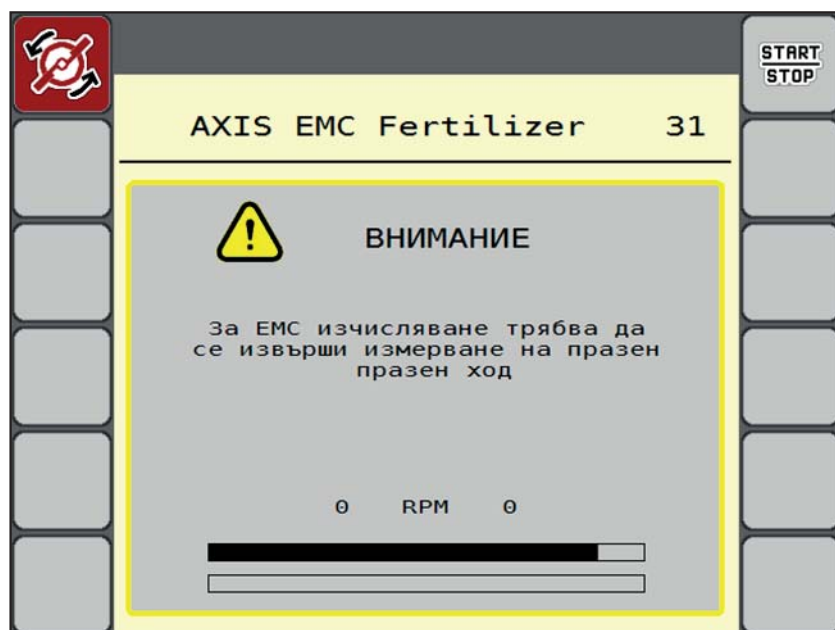 START
STOP
AXIS EMC Fertilizer 31
ВНИМАНИЕ
За EMC изчисляване трябва да
се извърши измерване на празен
празен ход
0 RPM 0